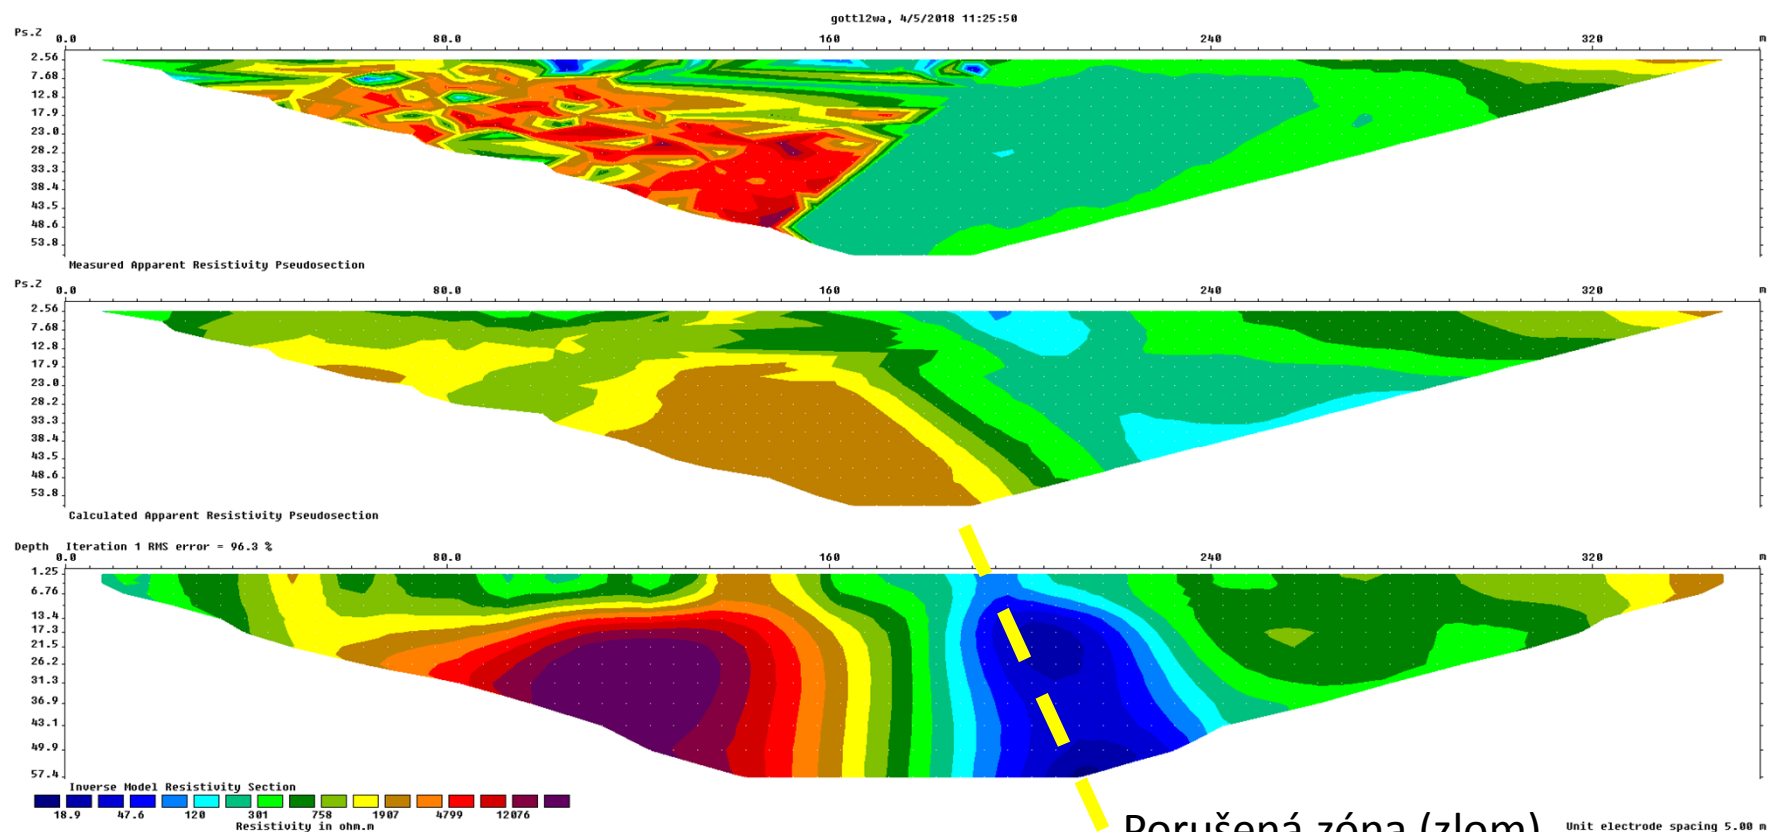 gottl2wa, 4/5/2018 11:25:50
Ps.Z 0.0 80.0 160 240 320 m
2.56
7.68
12.8
17.9
23.0
28.2
33.3
38.4
43.5
48.6
53.8
Measured Apparent Resistivity Pseudosection
Ps.Z 0.0 80.0 160 240 320 m
2.56
7.68
12.8
17.9
23.0
28.2
33.3
38.4
43.5
48.6
53.8
Calculated Apparent Resistivity Pseudosection
Depth Iteration 1 RMS error = 96.3 %
0.0 80.0 160 240 320 m
1.25
6.76
13.4
17.3
21.5
26.2
31.3
36.9
43.1
49.9
57.4
Inverse Model Resistivity Section
18.9 47.6 120 301 758 1907 4799 12076
Resistivity in ohm.m
Porušená zóna (zlom)
Unit electrode spacing 5.00 m